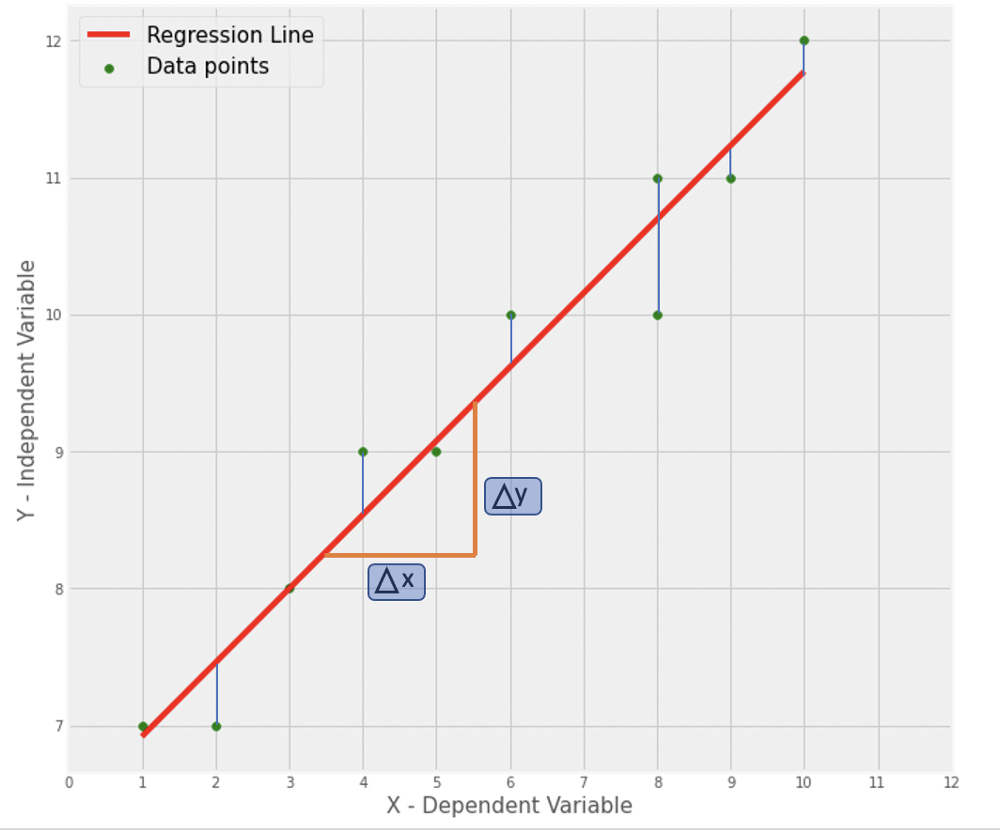 Regression Line
Data points
12
11
10
9
8
7
Y - Independent Variable
Δy
Δx
0 1 2 3 4 5 6 7 8 9 10 11 12
X - Dependent Variable